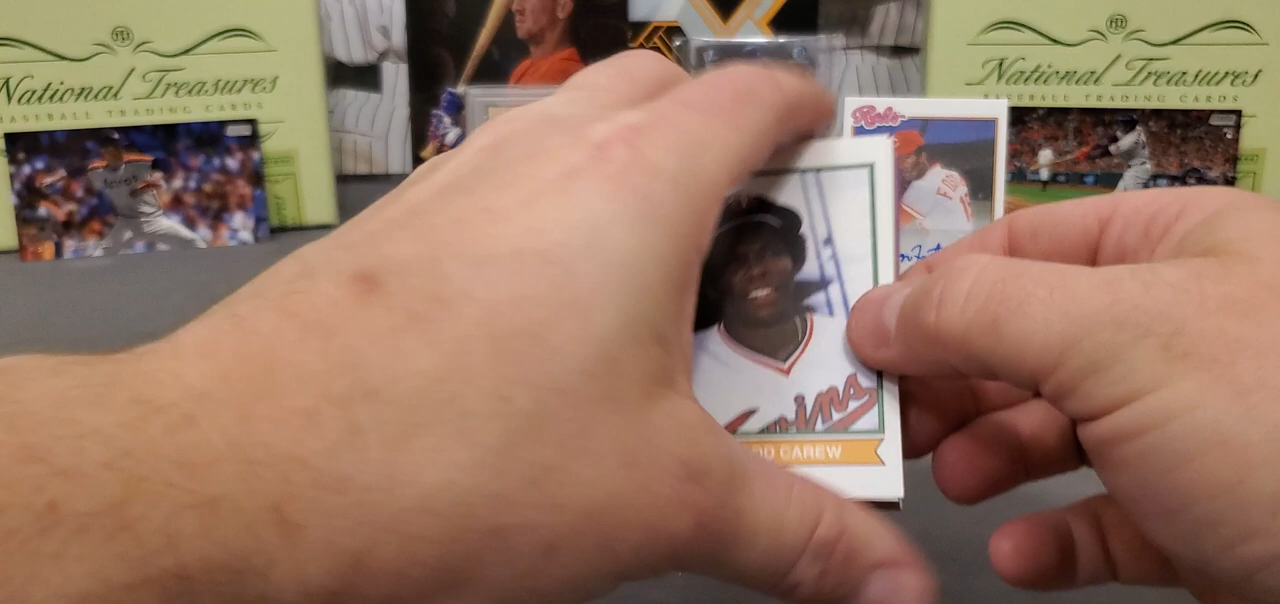 National Treasures
BASEBALL TRADING CARDS
National Treasures
BASEBALL TRADING CARDS
Reds
Twins
OD CAREW